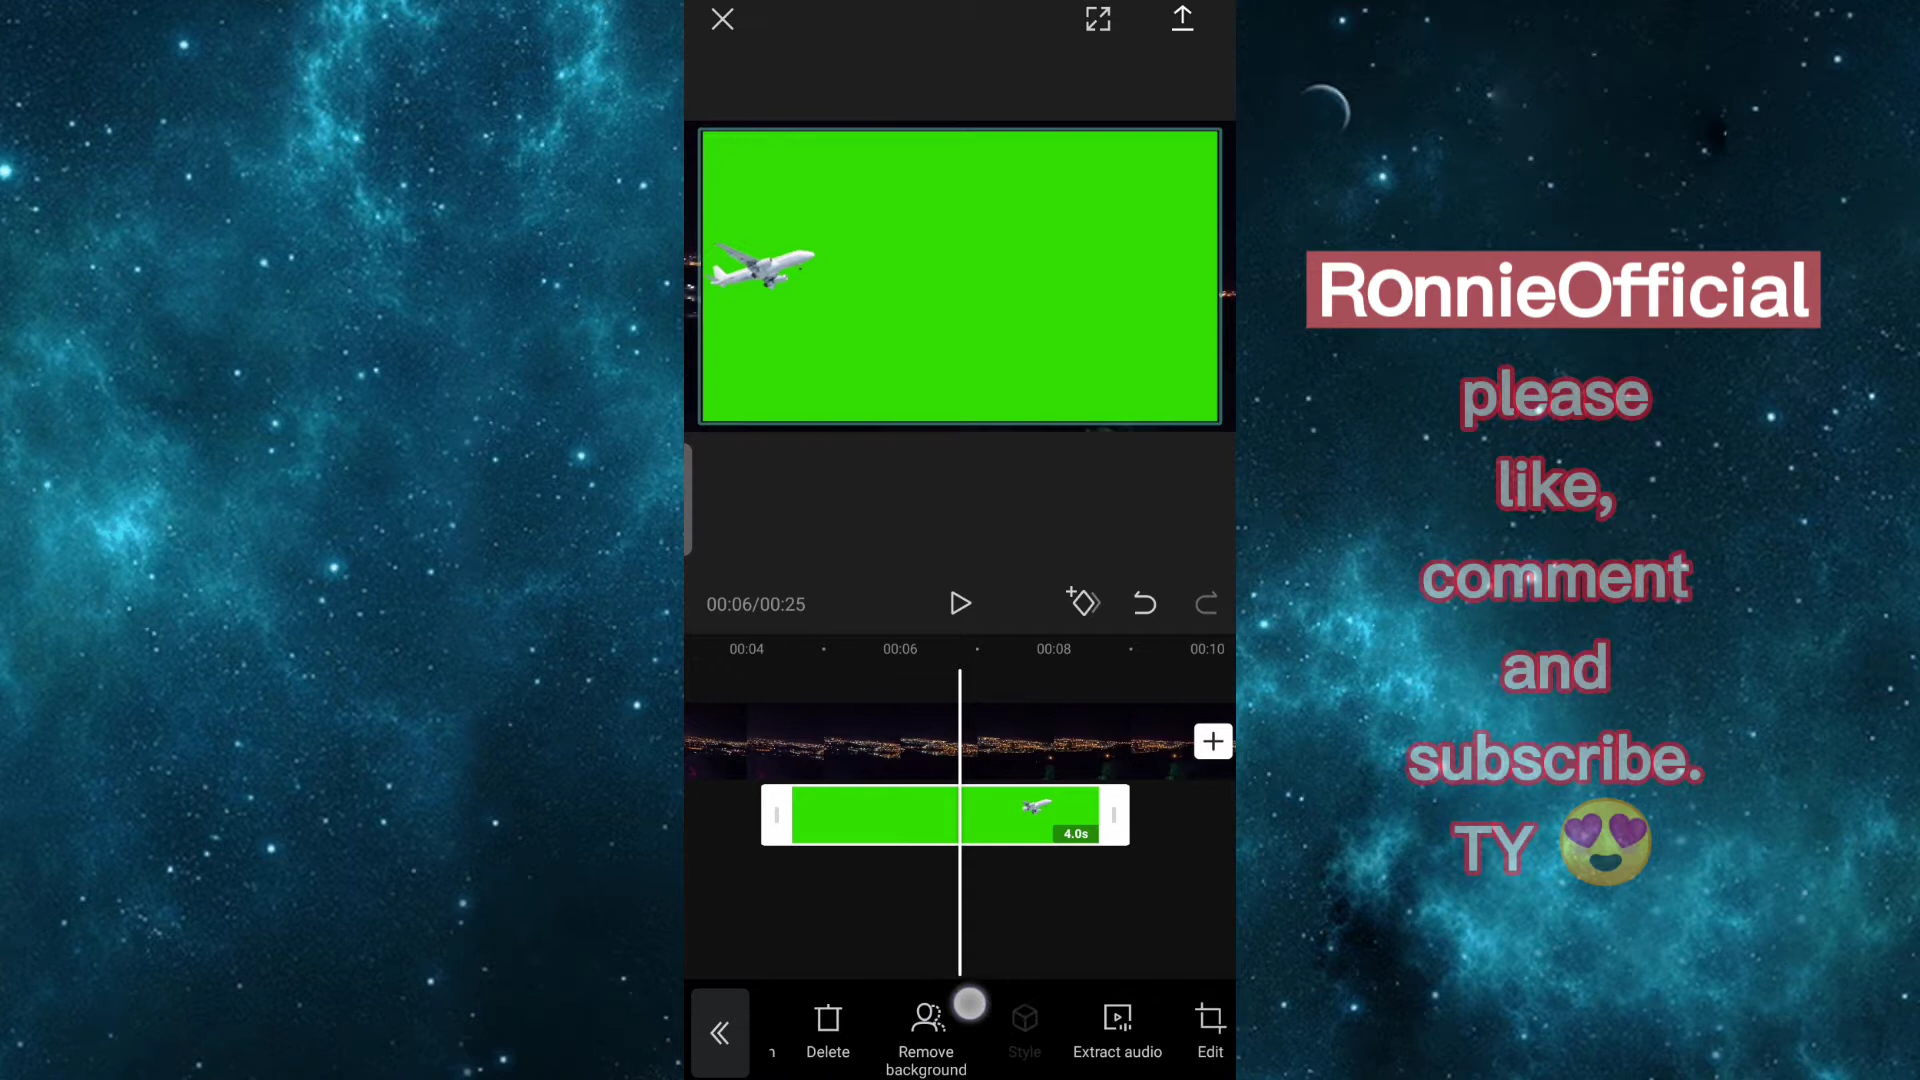 R0nnieOfficial
please
like,
comment
and
subscribe.
TY 😍
00:06/00:25
00:04
00:06
00:08
00:10
4.0s
Delete
Remove
background
Style
Extract audio
Edit